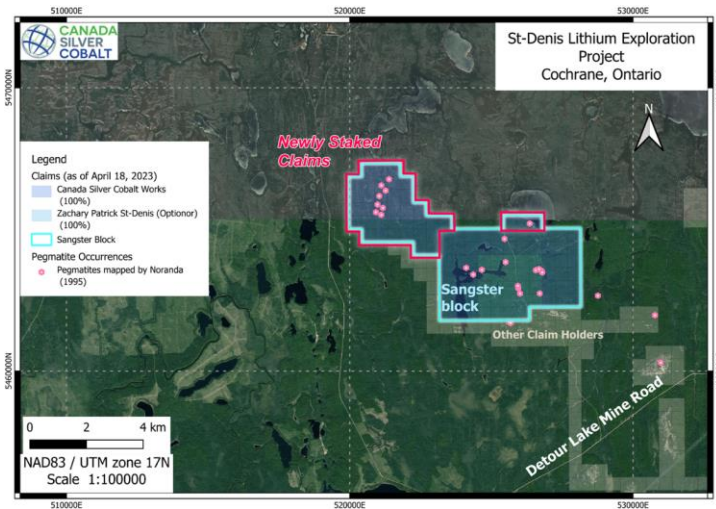 510000E
520000E
530000E
CANADA
SILVER
COBALT
St-Denis Lithium Exploration
Project
Cochrane, Ontario
5470000N
N
Newly Staked
Claims
Legend
Claims (as of April 18, 2023)
Canada Silver Cobalt Works
(100%)
Zachary Patrick St-Denis (Optionor)
(100%)
Sangster Block
Pegmatite Occurrences
Pegmatites mapped by Noranda
(1995)
Sangster
block
Other Claim Holders
5460000N
Detour Lake Mine Road
0 2 4 km
NAD83 / UTM zone 17N
Scale 1:100000
510000E
520000E
530000E